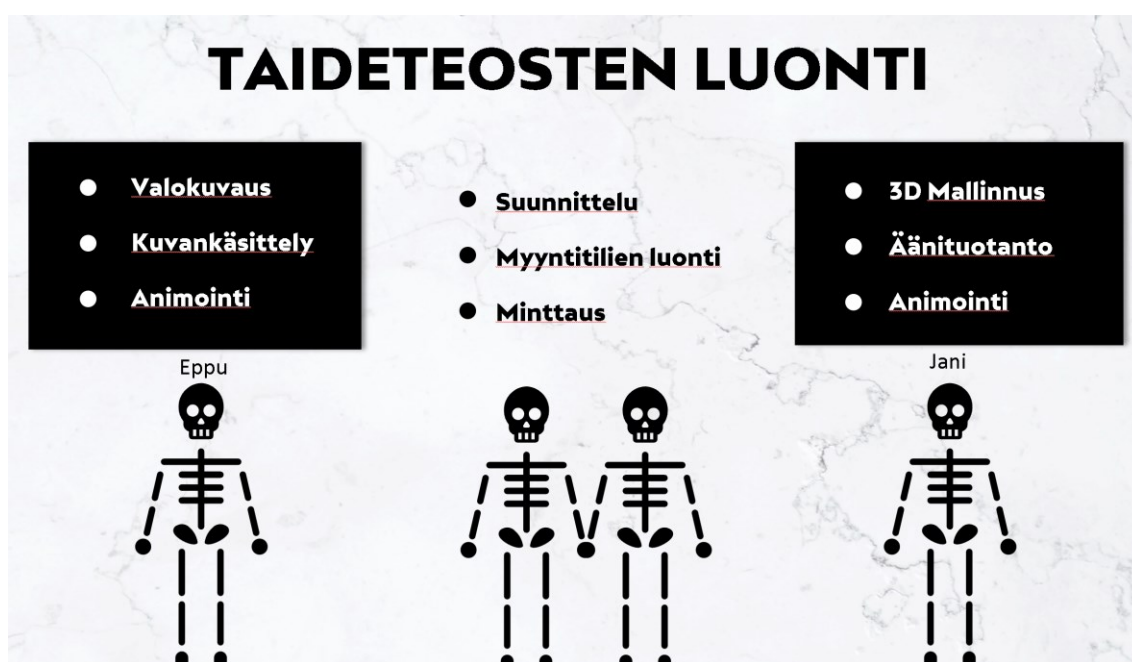 TAIDETEOSTEN LUONTI
Valokuvaus
Kuvankäsittely
Animointi
Eppu
Suunnittelu
Myyntitilien luonti
Minttaus
3D Mallinnus
Äänituotanto
Animointi
Jani